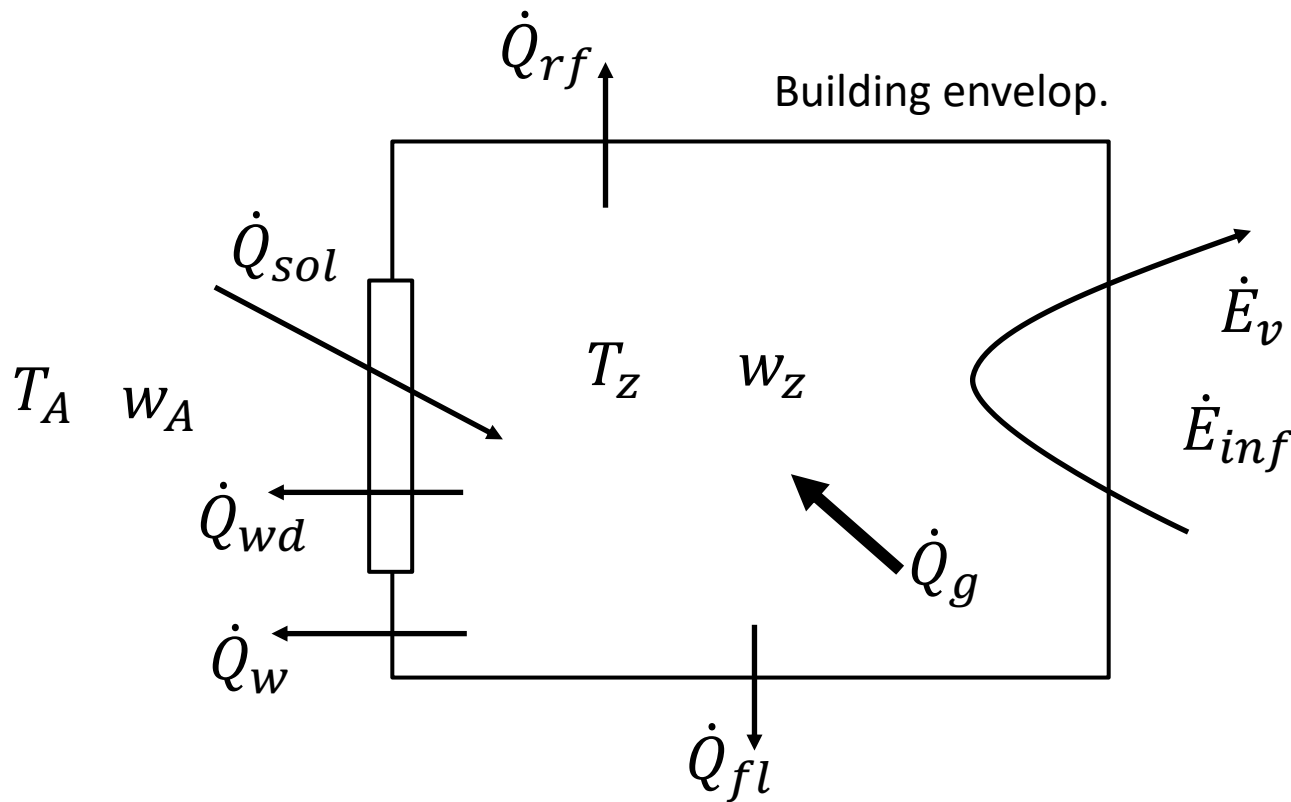 Q̇_rf
Building envelop.
Q̇_sol
Ė_v
T_A w_A
T_z w_z
Ė_inf
Q̇_wd
Q̇_g
Q̇_w
Q̇_fl